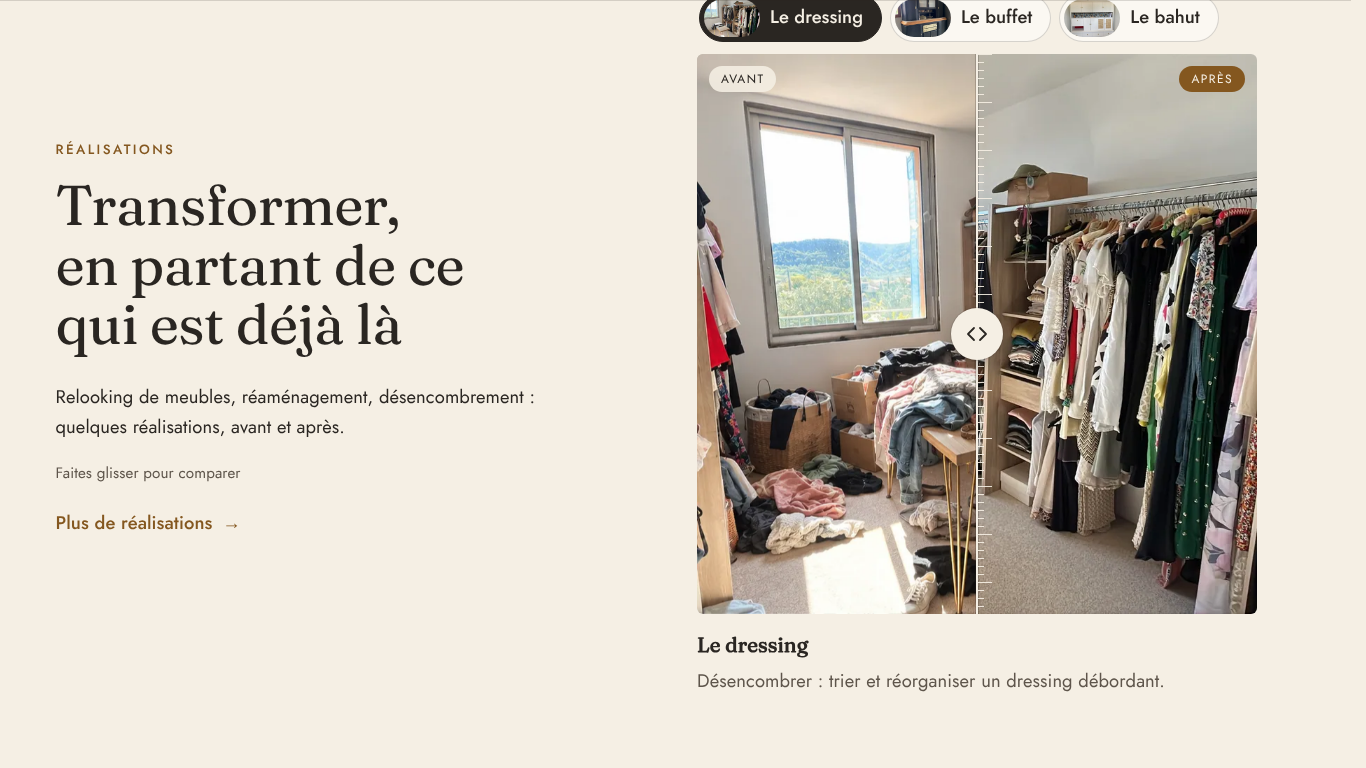 RÉALISATIONS
Transformer,
en partant de ce
qui est déjà là
Relooking de meubles, réaménagement, désencombrement :
quelques réalisations, avant et après.
Faites glisser pour comparer
Plus de réalisations →
Le dressing
Le buffet
Le bahut
AVANT
APRÈS
Le dressing
Désencombrer : trier et réorganiser un dressing débordant.